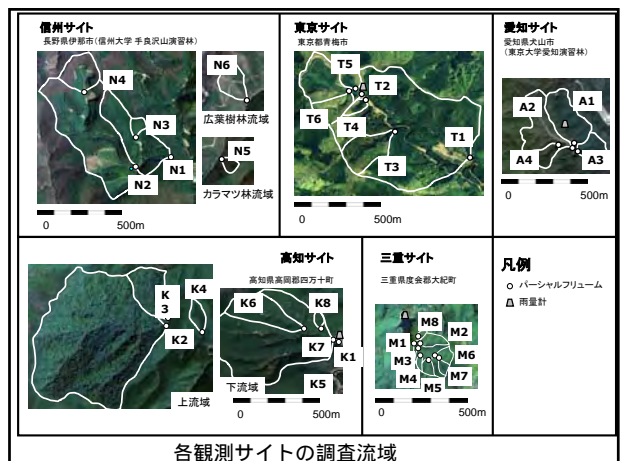 信州サイト
長野県伊那市(信州大学 手良沢山演習林)
N4
N3
N2
N1
N6
広葉樹林流域
N5
カラマツ林流域
0 500m
東京サイト
東京都青梅市
T5
T2
T6
T4
T3
T1
0 500m
愛知サイト
愛知県犬山市
(東京大学愛知演習林)
A2
A1
A4
A3
0 500m
K
3
K4
K2
上流域
高知サイト
高知県高岡郡四万十町
K6
K8
K7
K1
K5
下流域
0 500m
三重サイト
三重県度会郡大紀町
M8
M2
M1
M3
M6
M4
M7
M5
0 500m
凡例
パーシャルフリューム
雨量計
各観測サイトの調査流域